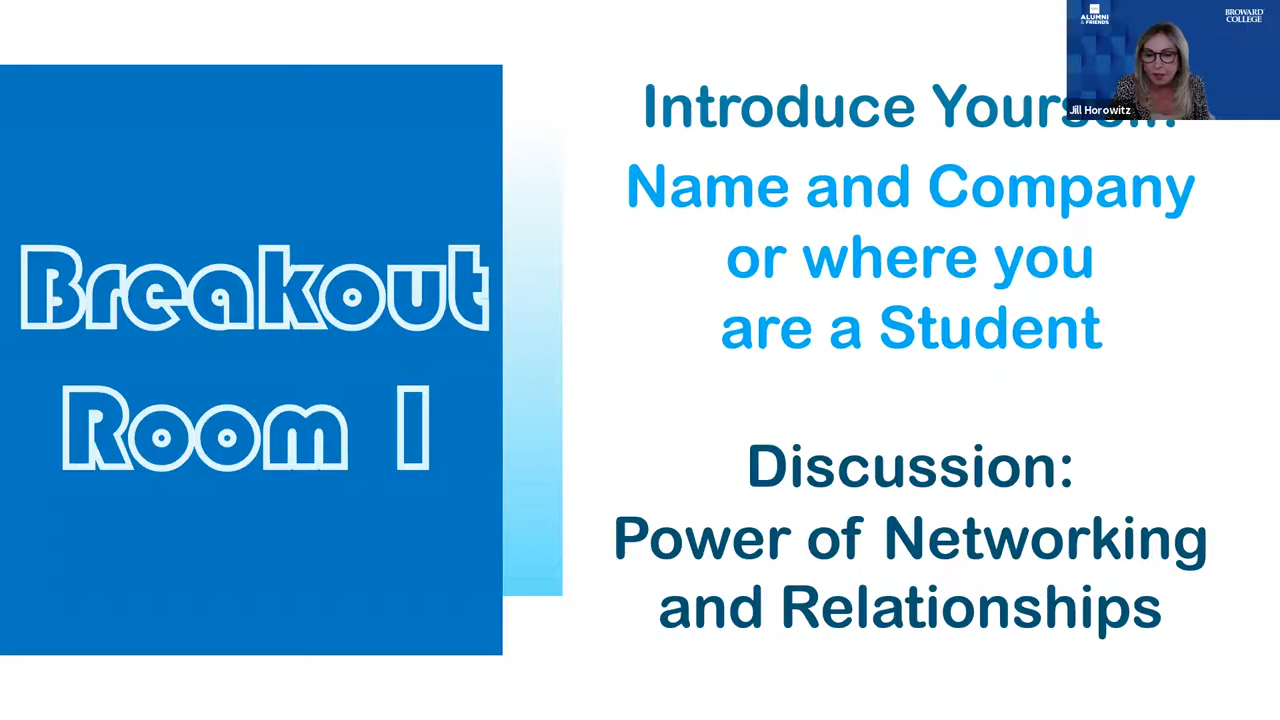 ALUMNI
& FRIENDS
BROWARD
COLLEGE
Jill Horowitz
Introduce
Name and Company
or where you
are a Student
Discussion:
Power of Networking
and Relationships
Breakout
Room 1